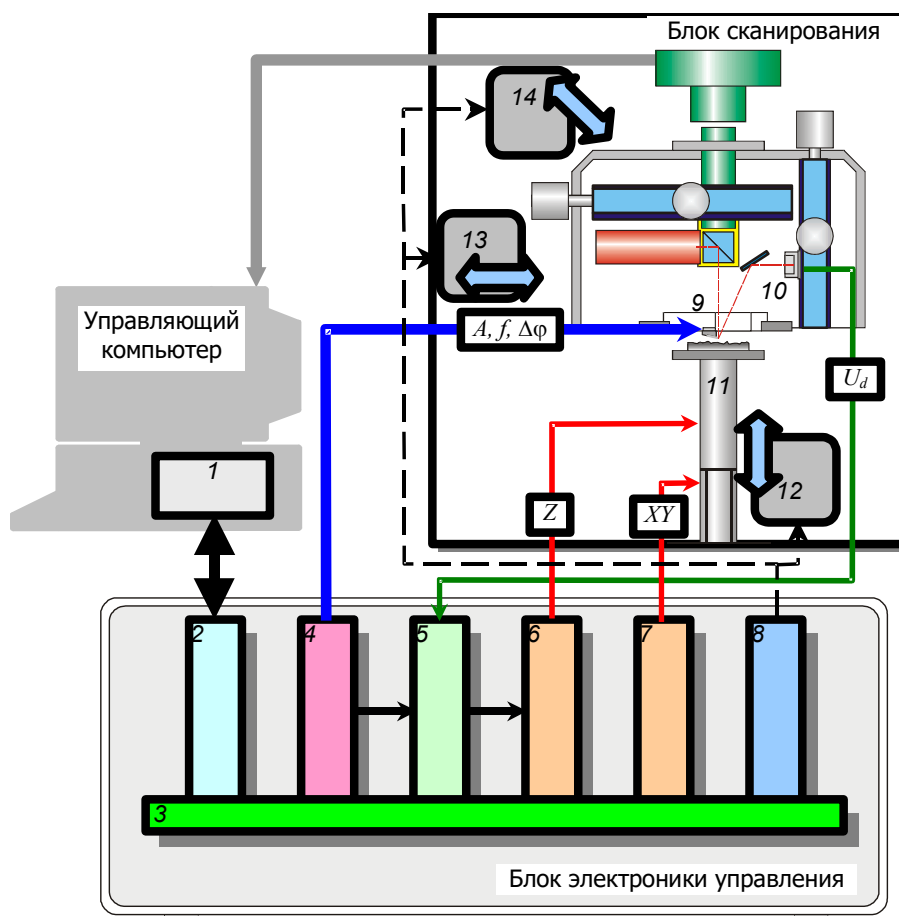 Блок сканирования
14
13
Управляющий
компьютер
9
10
A, f, Δφ
11
U_d
1
12
Z
XY
2
4
5
6
7
8
3
Блок электроники управления